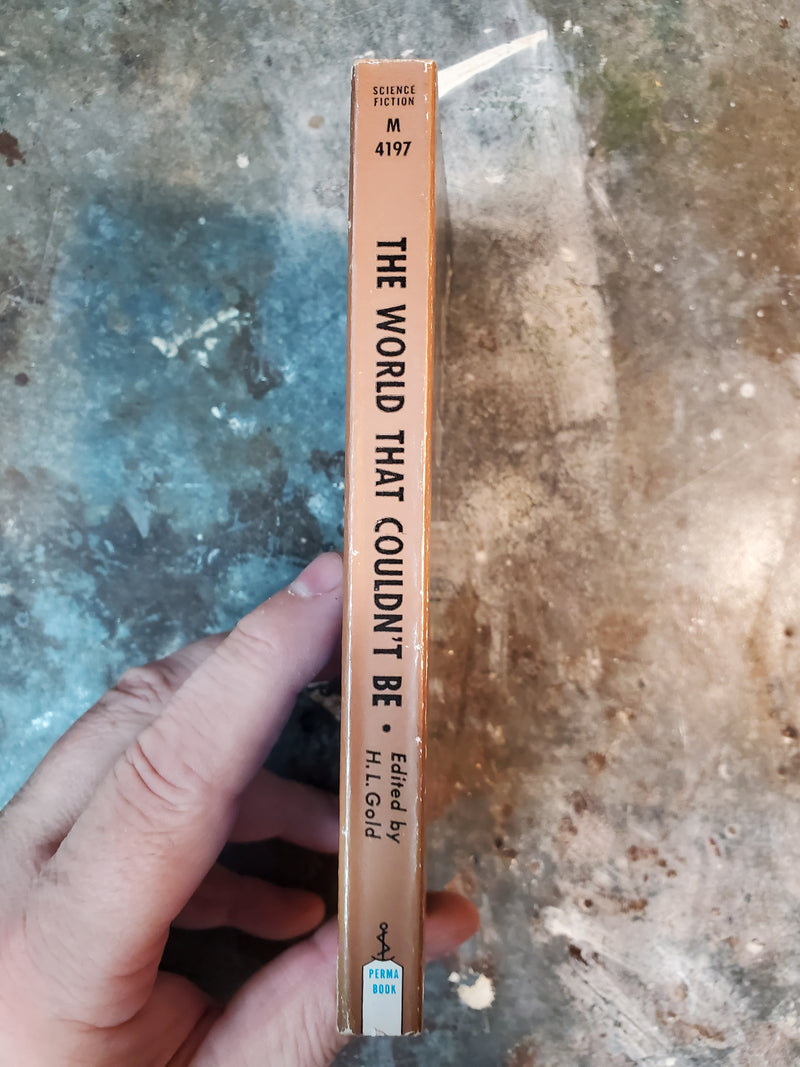 SCIENCE
FICTION
M
4197
THE WORLD THAT COULDN'T BE •
Edited by
H. L. Gold
PERMA
BOOK